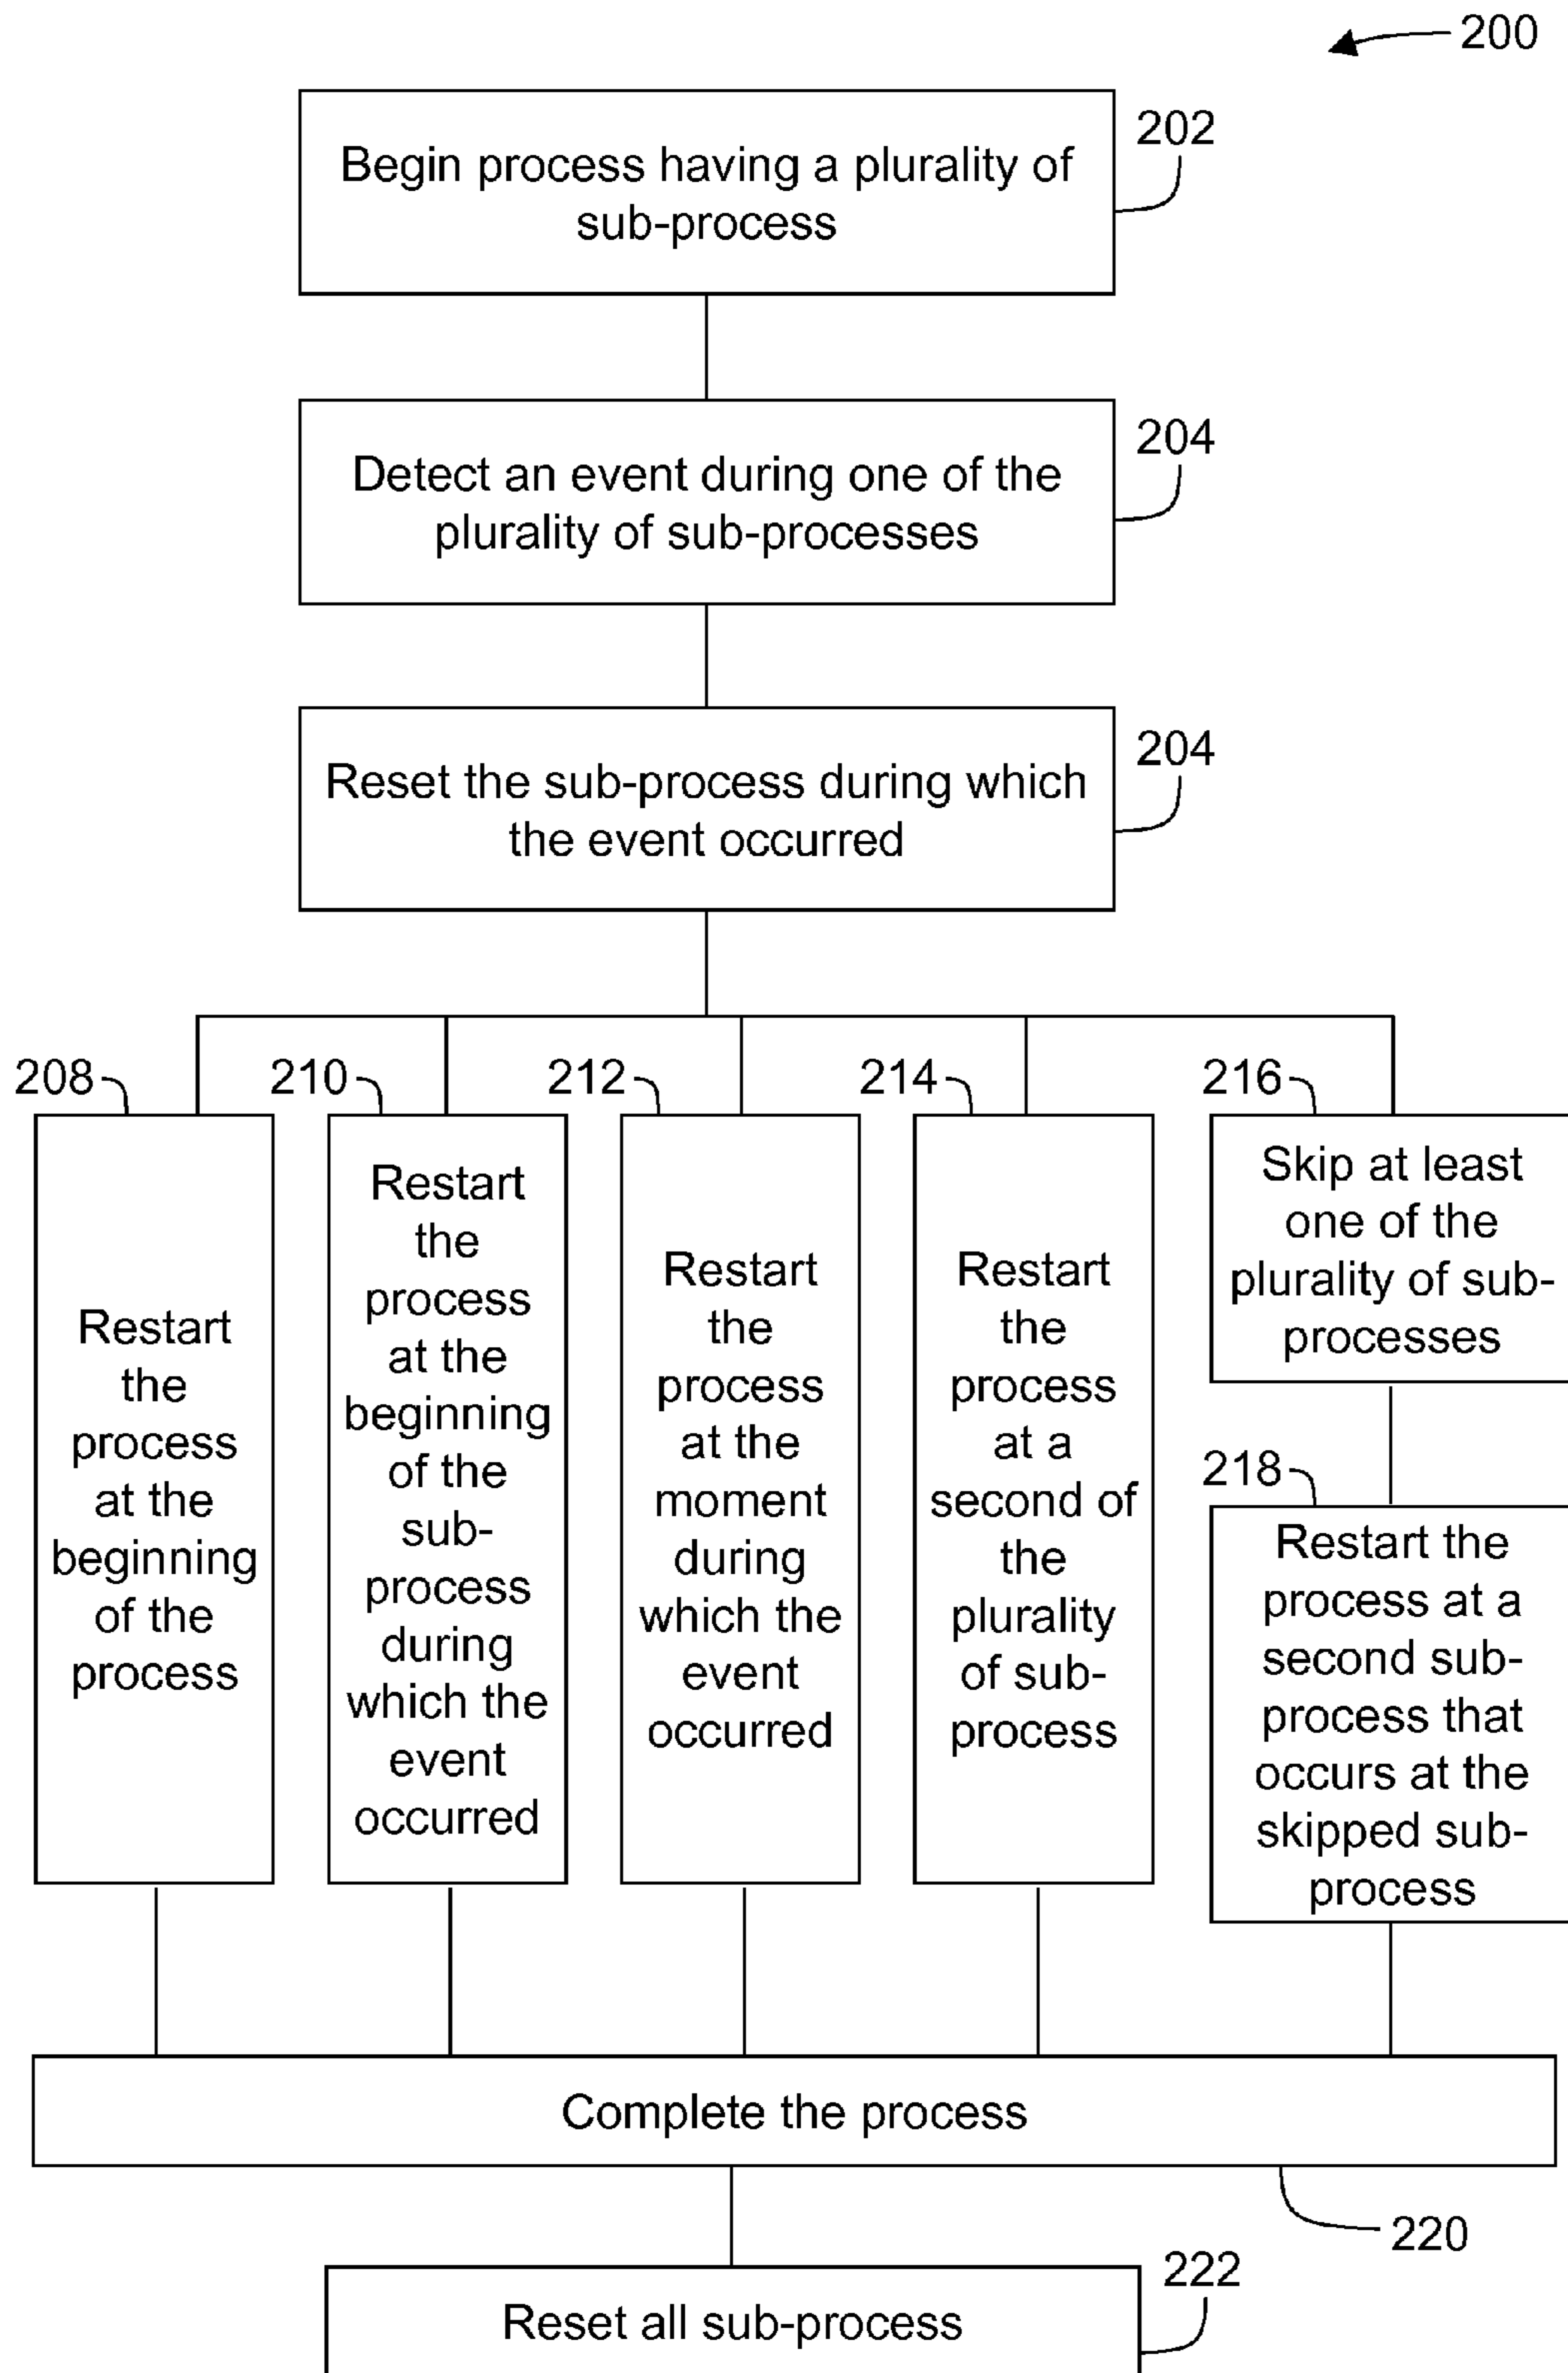 200
202
Begin process having a plurality of
sub-process
204
Detect an event during one of the
plurality of sub-processes
204
Reset the sub-process during which
the event occurred
208
Restart
the
process
at the
beginning
of the
process
210
Restart
the
process
at the
beginning
of the
sub-
process
during
which the
event
occurred
212
Restart
the
process
at the
moment
during
which the
event
occurred
214
Restart
the
process
at a
second of
the
plurality
of sub-
process
216
Skip at least
one of the
plurality of sub-
processes
218
Restart the
process at a
second sub-
process that
occurs at the
skipped sub-
process
Complete the process
220
222
Reset all sub-process